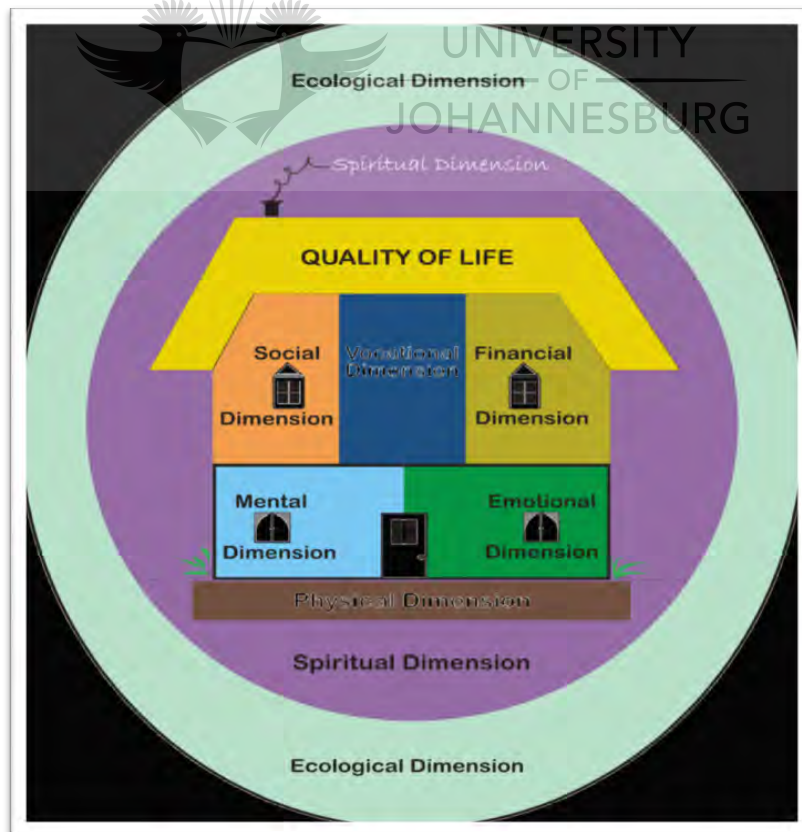 UNIVERSITY
OF
JOHANNESBURG
Ecological Dimension
Spiritual Dimension
QUALITY OF LIFE
Social
Dimension
Vocational
Dimension
Financial
Dimension
Mental
Dimension
Emotional
Dimension
Physical Dimension
Spiritual Dimension
Ecological Dimension